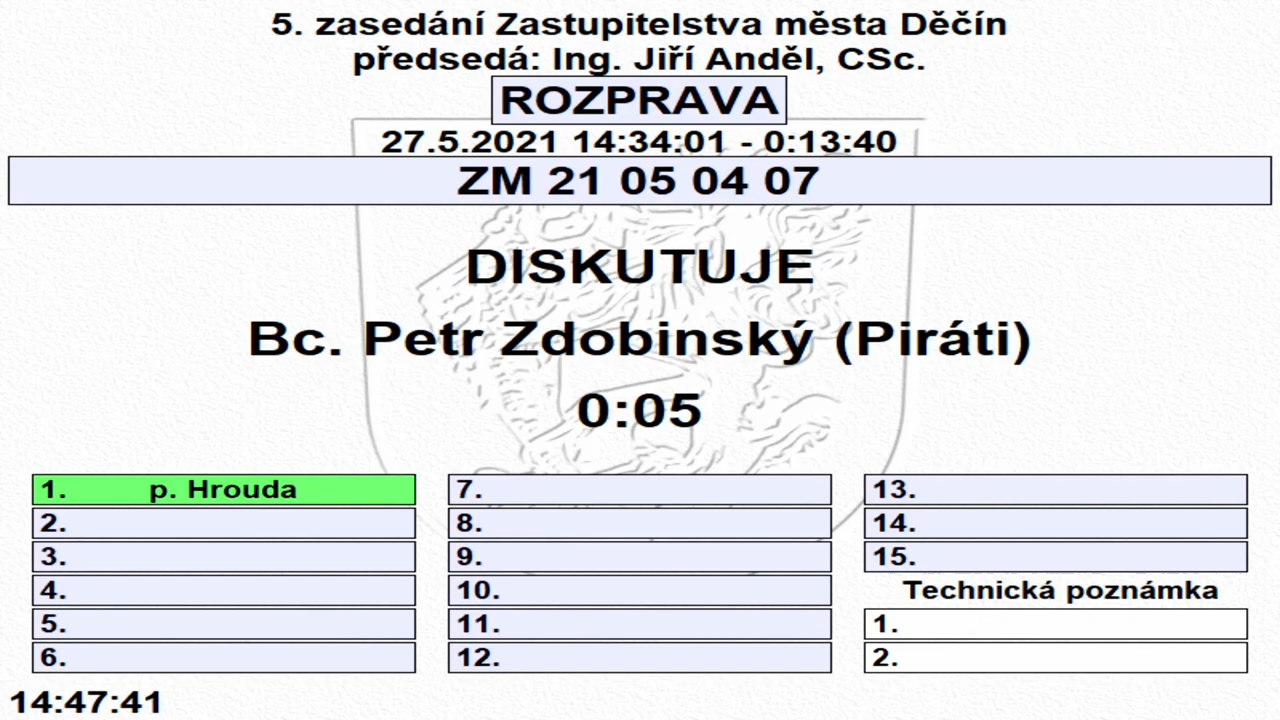 5. zasedání Zastupitelstva města Děčín
předsedá: Ing. Jiří Anděl, CSc.
ROZPRAVA
27.5.2021 14:34:01 - 0:13:40
ZM 21 05 04 07
DISKUTUJE
Bc. Petr Zdobinský (Piráti)
0:05
1. p. Hrouda
2.
3.
4.
5.
6.
7.
8.
9.
10.
11.
12.
13.
14.
15.
Technická poznámka
1.
2.
14:47:41